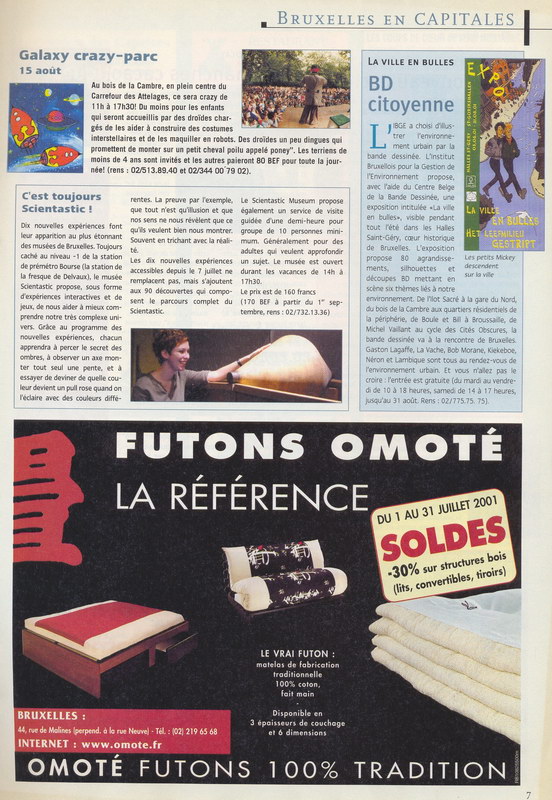 BRUXELLES EN CAPITALES
Galaxy crazy-parc
15 août
Au bois de la Cambre, en plein centre du
Carrefour des Attelages, ce sera crazy de
11h à 17h30! Du moins pour les enfants
qui seront accueillis par des droïdes char-
gés de les aider à construire des costumes
interstellaires et de les maquiller en robots. Des droïdes un peu dingues qui
promettent de monter sur un petit cheval poilu appelé poney". Les terriens de
moins de 4 ans sont invités et les autres paieront 80 BEF pour toute la jour-
née! (rens : 02/513.89.40 et 02/344 00 79 02).
C'est toujours
Scientastic !
Dix nouvelles expériences font
leur apparition au plus étonnant
des musées de Bruxelles. Toujours
caché au niveau -1 de la station
de prémétro Bourse (la station de
la fresque de Delvaux), le musée
Scientastic propose, sous forme
d'expériences interactives et de
jeux, de nous aider à mieux com-
prendre notre très complexe uni-
vers. Grâce au programme des
nouvelles expériences, chacun
apprendra à percer le secret des
ombres, à observer un axe mon-
ter tout seul une pente, et à
essayer de deviner de quelle cou-
leur devient un pull rose quand on
l'éclaire avec des couleurs diffé-
rentes. La preuve par l'exemple,
que tout n'est qu'illusion et que
nos sens ne nous révèlent que ce
qu'ils veulent bien nous montrer.
Souvent en trichant avec la réali-
té.
Les dix nouvelles expériences
accessibles depuis le 7 juillet ne
remplacent pas, mais s'ajoutent
aux 90 découvertes qui compo-
sent le parcours complet du
Scientastic.
Le Scientastic Museum propose
également un service de visite
guidée d'une demi-heure pour
groupe de 10 personnes mini-
mum. Généralement pour des
adultes qui veulent approfondir
un sujet. Le musée est ouvert
durant les vacances de 14h à
17h30.
Le prix est de 160 francs
(170 BEF à partir du 1er sep-
tembre, rens : 02/732.13.36)
LA VILLE EN BULLES
BD
citoyenne
L'IBGE a choisi d'illus-
trer l'environne-
ment urbain par la
bande dessinée. L'Institut
Bruxellois pour la Gestion de
l'Environnement propose,
avec l'aide du Centre Belge
de la Bande Dessinée, une
exposition intitulée «La ville
en bulles», visible pendant
tout l'été dans les Halles
Saint-Géry, cœur historique
de Bruxelles. L'exposition
propose 80 agrandisse-
ments, silhouettes et
découpes BD mettant en
scène six thèmes liés à notre
environnement. De l'îlot Sacré à la gare du Nord,
du bois de la Cambre aux quartiers résidentiels de
la périphérie, de Boule et Bill à Broussaille, de
Michel Vaillant au cycle des Cités Obscures, la
bande dessinée va à la rencontre de Bruxelles.
Gaston Lagaffe, La Vache, Bob Morane, Kiekeboe,
Néron et Lambique sont tous au rendez-vous de
l'environnement urbain. Et vous n'allez pas le
croire : l'entrée est gratuite (du mardi au vendre-
di de 10 à 18 heures, samedi de 14 à 17 heures,
jusqu'au 31 août. Rens : 02/775.75. 75).
EXPO
LA VILLE
EN BULLES
HET LEEFMILIEU
GESTRIPT
Les petits Mickey
descendent
sur la ville
FUTONS OMOTÉ
LA RÉFÉRENCE
DU 1 AU 31 JUILLET 2001
SOLDES
-30% sur structures bois
(lits, convertibles, tiroirs)
LE VRAI FUTON :
matelas de fabrication
traditionnelle
100% coton,
fait main
-
Disponible en
3 épaisseurs de couchage
et 6 dimensions
BRUXELLES :
44, rue de Malines (perpend. à la rue Neuve) - Tél. : (02) 219 65 68
INTERNET : www.omote.fr
OMOTÉ FUTONS 100% TRADITION
7